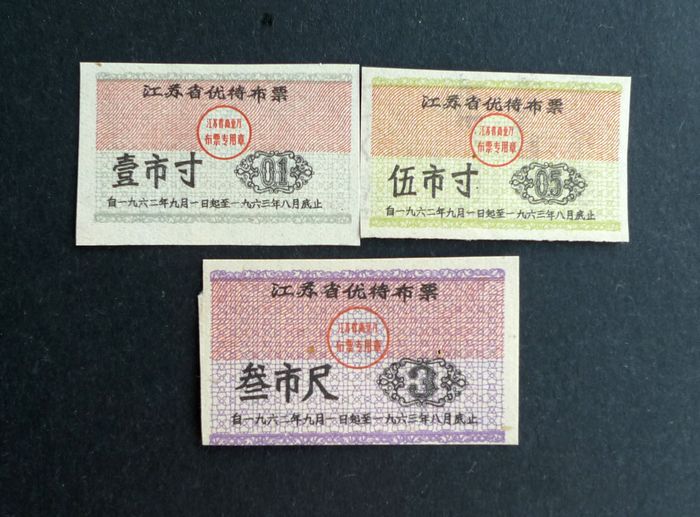 江苏省优待布票
江苏省商业厅
布票专用章
壹市寸
0.1
自一九六二年九月一日起至一九六三年八月底止
江苏省优待布票
江苏省商业厅
布票专用章
伍市寸
0.5
自一九六二年九月一日起至一九六三年八月底止
江苏省优待布票
江苏省商业厅
布票专用章
叁市尺
3
自一九六二年九月一日起至一九六三年八月底止